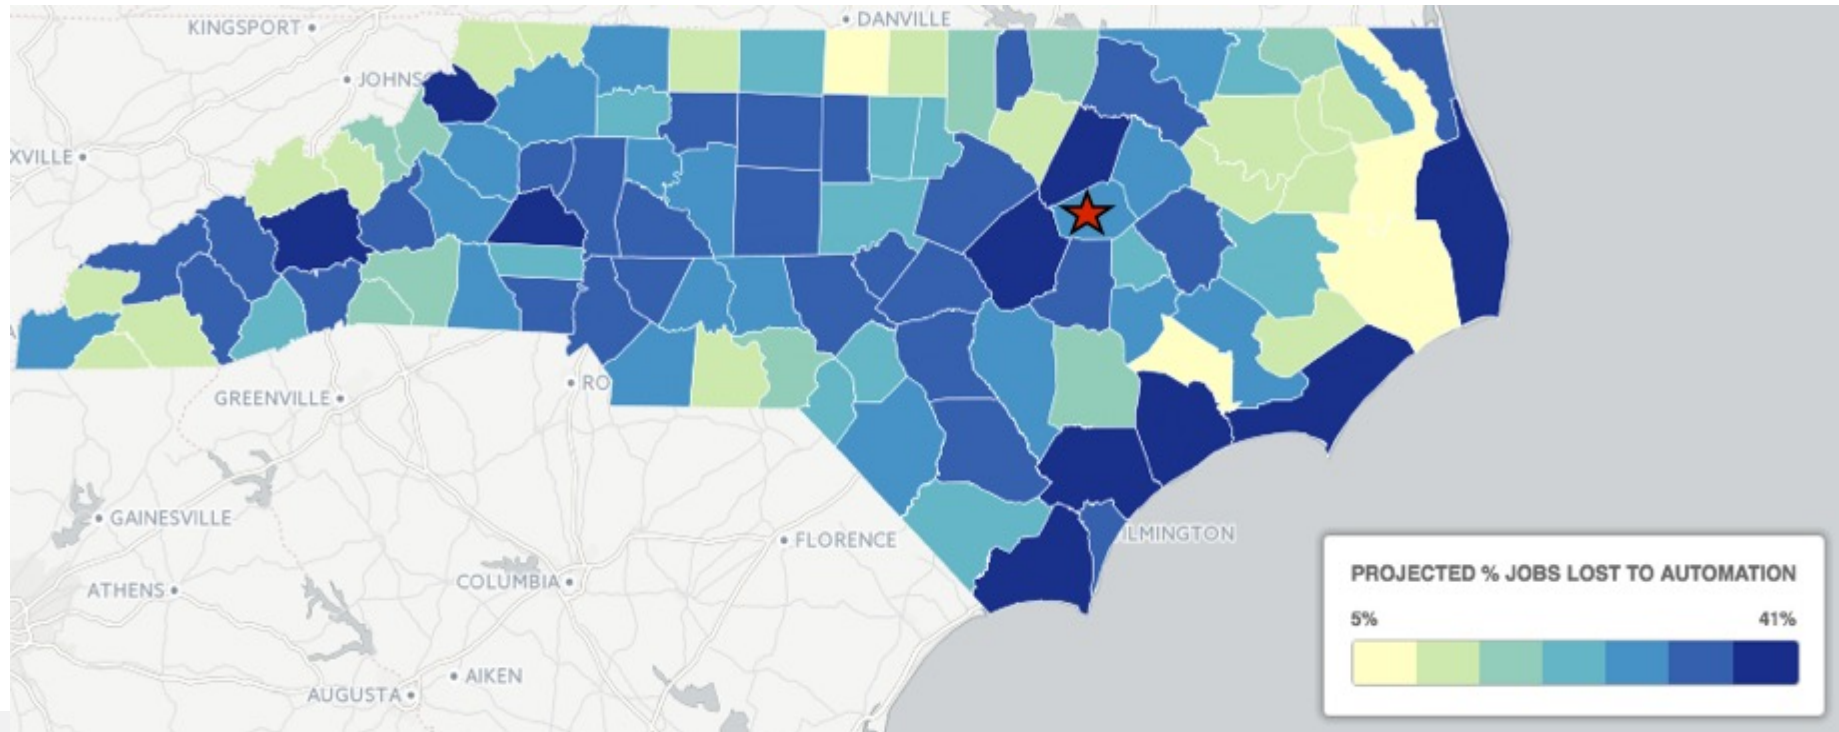 KINGSPORT
DANVILLE
JOHNS
XVILLE
GREENVILLE
RO
GAINESVILLE
FLORENCE
ILMINGTON
ATHENS
COLUMBIA
AIKEN
AUGUSTA
PROJECTED % JOBS LOST TO AUTOMATION
5% 41%